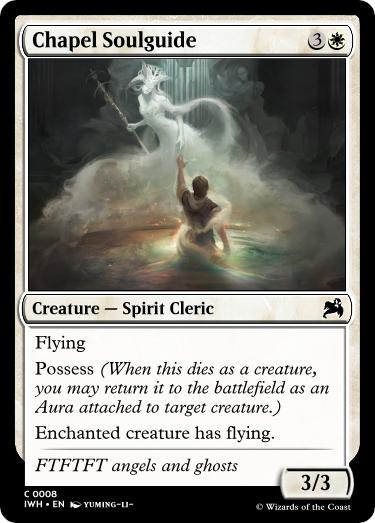 Chapel Soulguide 3
Creature — Spirit Cleric
Flying
Possess (When this dies as a creature,
you may return it to the battlefield as an
Aura attached to target creature.)
Enchanted creature has flying.
FTFTFT angels and ghosts
3/3
C 0008
IWH • EN YUMING-LI-
© Wizards of the Coast